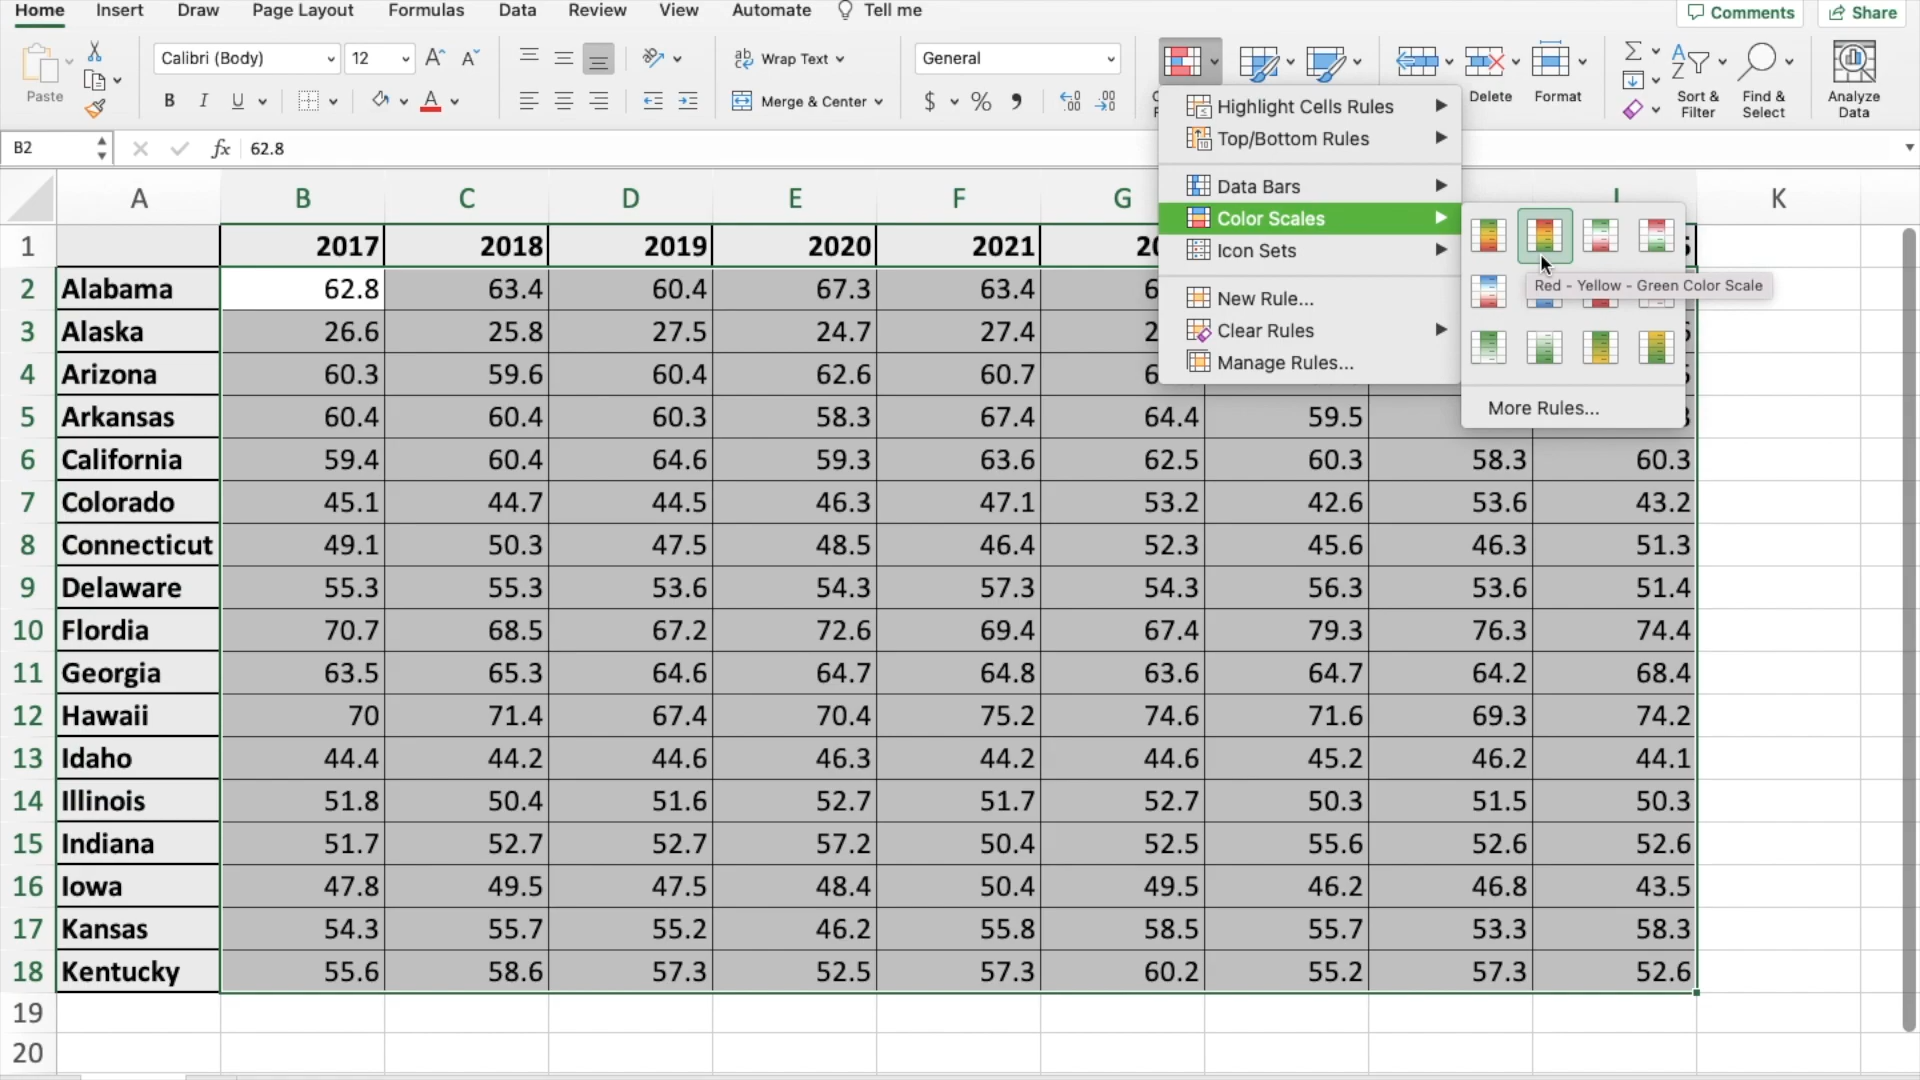 Home Insert Draw Page Layout Formulas Data Review View Automate Tell me Comments Share
Calibri (Body) 12 Wrap Text General
Paste B I U Merge & Center $ % Delete Format Sort & Filter Find & Select Analyze Data
B2 fx 62.8
Highlight Cells Rules
Top/Bottom Rules
Data Bars
Color Scales
Icon Sets
New Rule...
Clear Rules
Manage Rules...
Red - Yellow - Green Color Scale
More Rules...
A B C D E F G K
1 2017 2018 2019 2020 2021
2 Alabama 62.8 63.4 60.4 67.3 63.4
3 Alaska 26.6 25.8 27.5 24.7 27.4
4 Arizona 60.3 59.6 60.4 62.6 60.7
5 Arkansas 60.4 60.4 60.3 58.3 67.4 64.4 59.5
6 California 59.4 60.4 64.6 59.3 63.6 62.5 60.3 58.3 60.3
7 Colorado 45.1 44.7 44.5 46.3 47.1 53.2 42.6 53.6 43.2
8 Connecticut 49.1 50.3 47.5 48.5 46.4 52.3 45.6 46.3 51.3
9 Delaware 55.3 55.3 53.6 54.3 57.3 54.3 56.3 53.6 51.4
10 Flordia 70.7 68.5 67.2 72.6 69.4 67.4 79.3 76.3 74.4
11 Georgia 63.5 65.3 64.6 64.7 64.8 63.6 64.7 64.2 68.4
12 Hawaii 70 71.4 67.4 70.4 75.2 74.6 71.6 69.3 74.2
13 Idaho 44.4 44.2 44.6 46.3 44.2 44.6 45.2 46.2 44.1
14 Illinois 51.8 50.4 51.6 52.7 51.7 52.7 50.3 51.5 50.3
15 Indiana 51.7 52.7 52.7 57.2 50.4 52.5 55.6 52.6 52.6
16 Iowa 47.8 49.5 47.5 48.4 50.4 49.5 46.2 46.8 43.5
17 Kansas 54.3 55.7 55.2 46.2 55.8 58.5 55.7 53.3 58.3
18 Kentucky 55.6 58.6 57.3 52.5 57.3 60.2 55.2 57.3 52.6
19
20